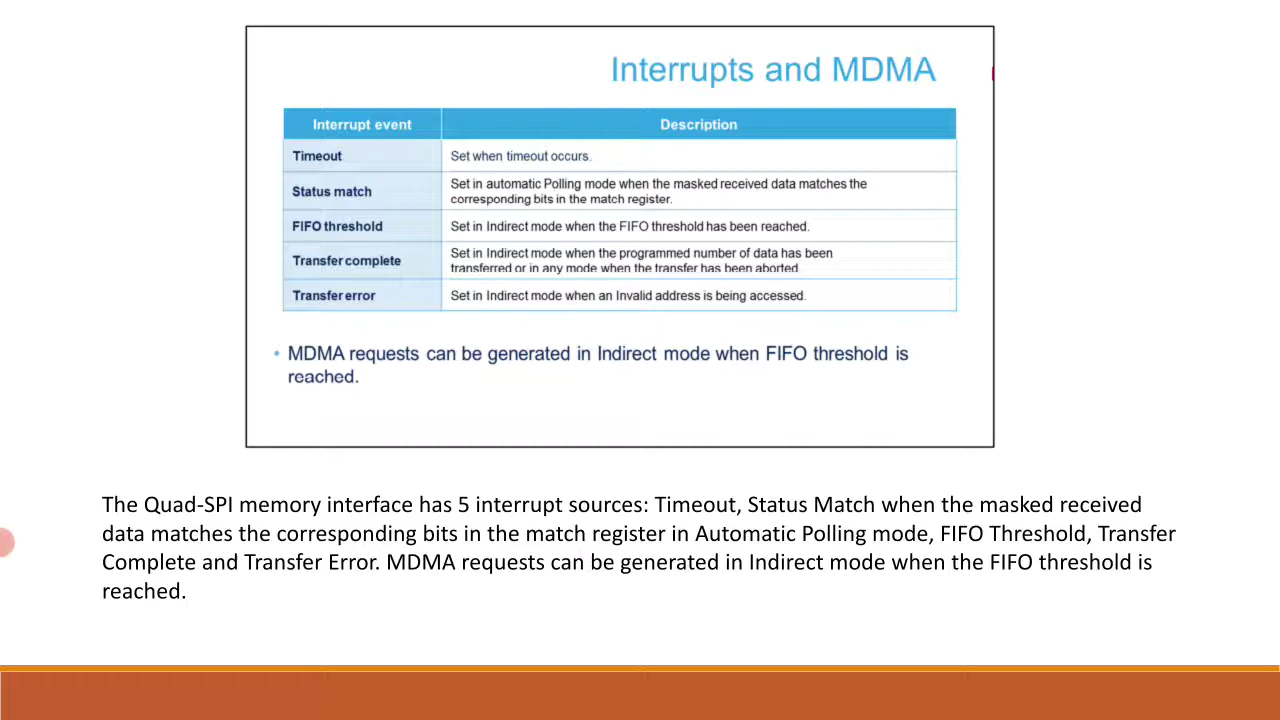 Interrupts and MDMA
Interrupt event Description
Timeout Set when timeout occurs.
Status match Set in automatic Polling mode when the masked received data matches the
corresponding bits in the match register.
FIFO threshold Set in Indirect mode when the FIFO threshold has been reached.
Transfer complete Set in Indirect mode when the programmed number of data has been
transferred or in any mode when the transfer has been aborted.
Transfer error Set in Indirect mode when an Invalid address is being accessed.
• MDMA requests can be generated in Indirect mode when FIFO threshold is
reached.
The Quad-SPI memory interface has 5 interrupt sources: Timeout, Status Match when the masked received
data matches the corresponding bits in the match register in Automatic Polling mode, FIFO Threshold, Transfer
Complete and Transfer Error. MDMA requests can be generated in Indirect mode when the FIFO threshold is
reached.